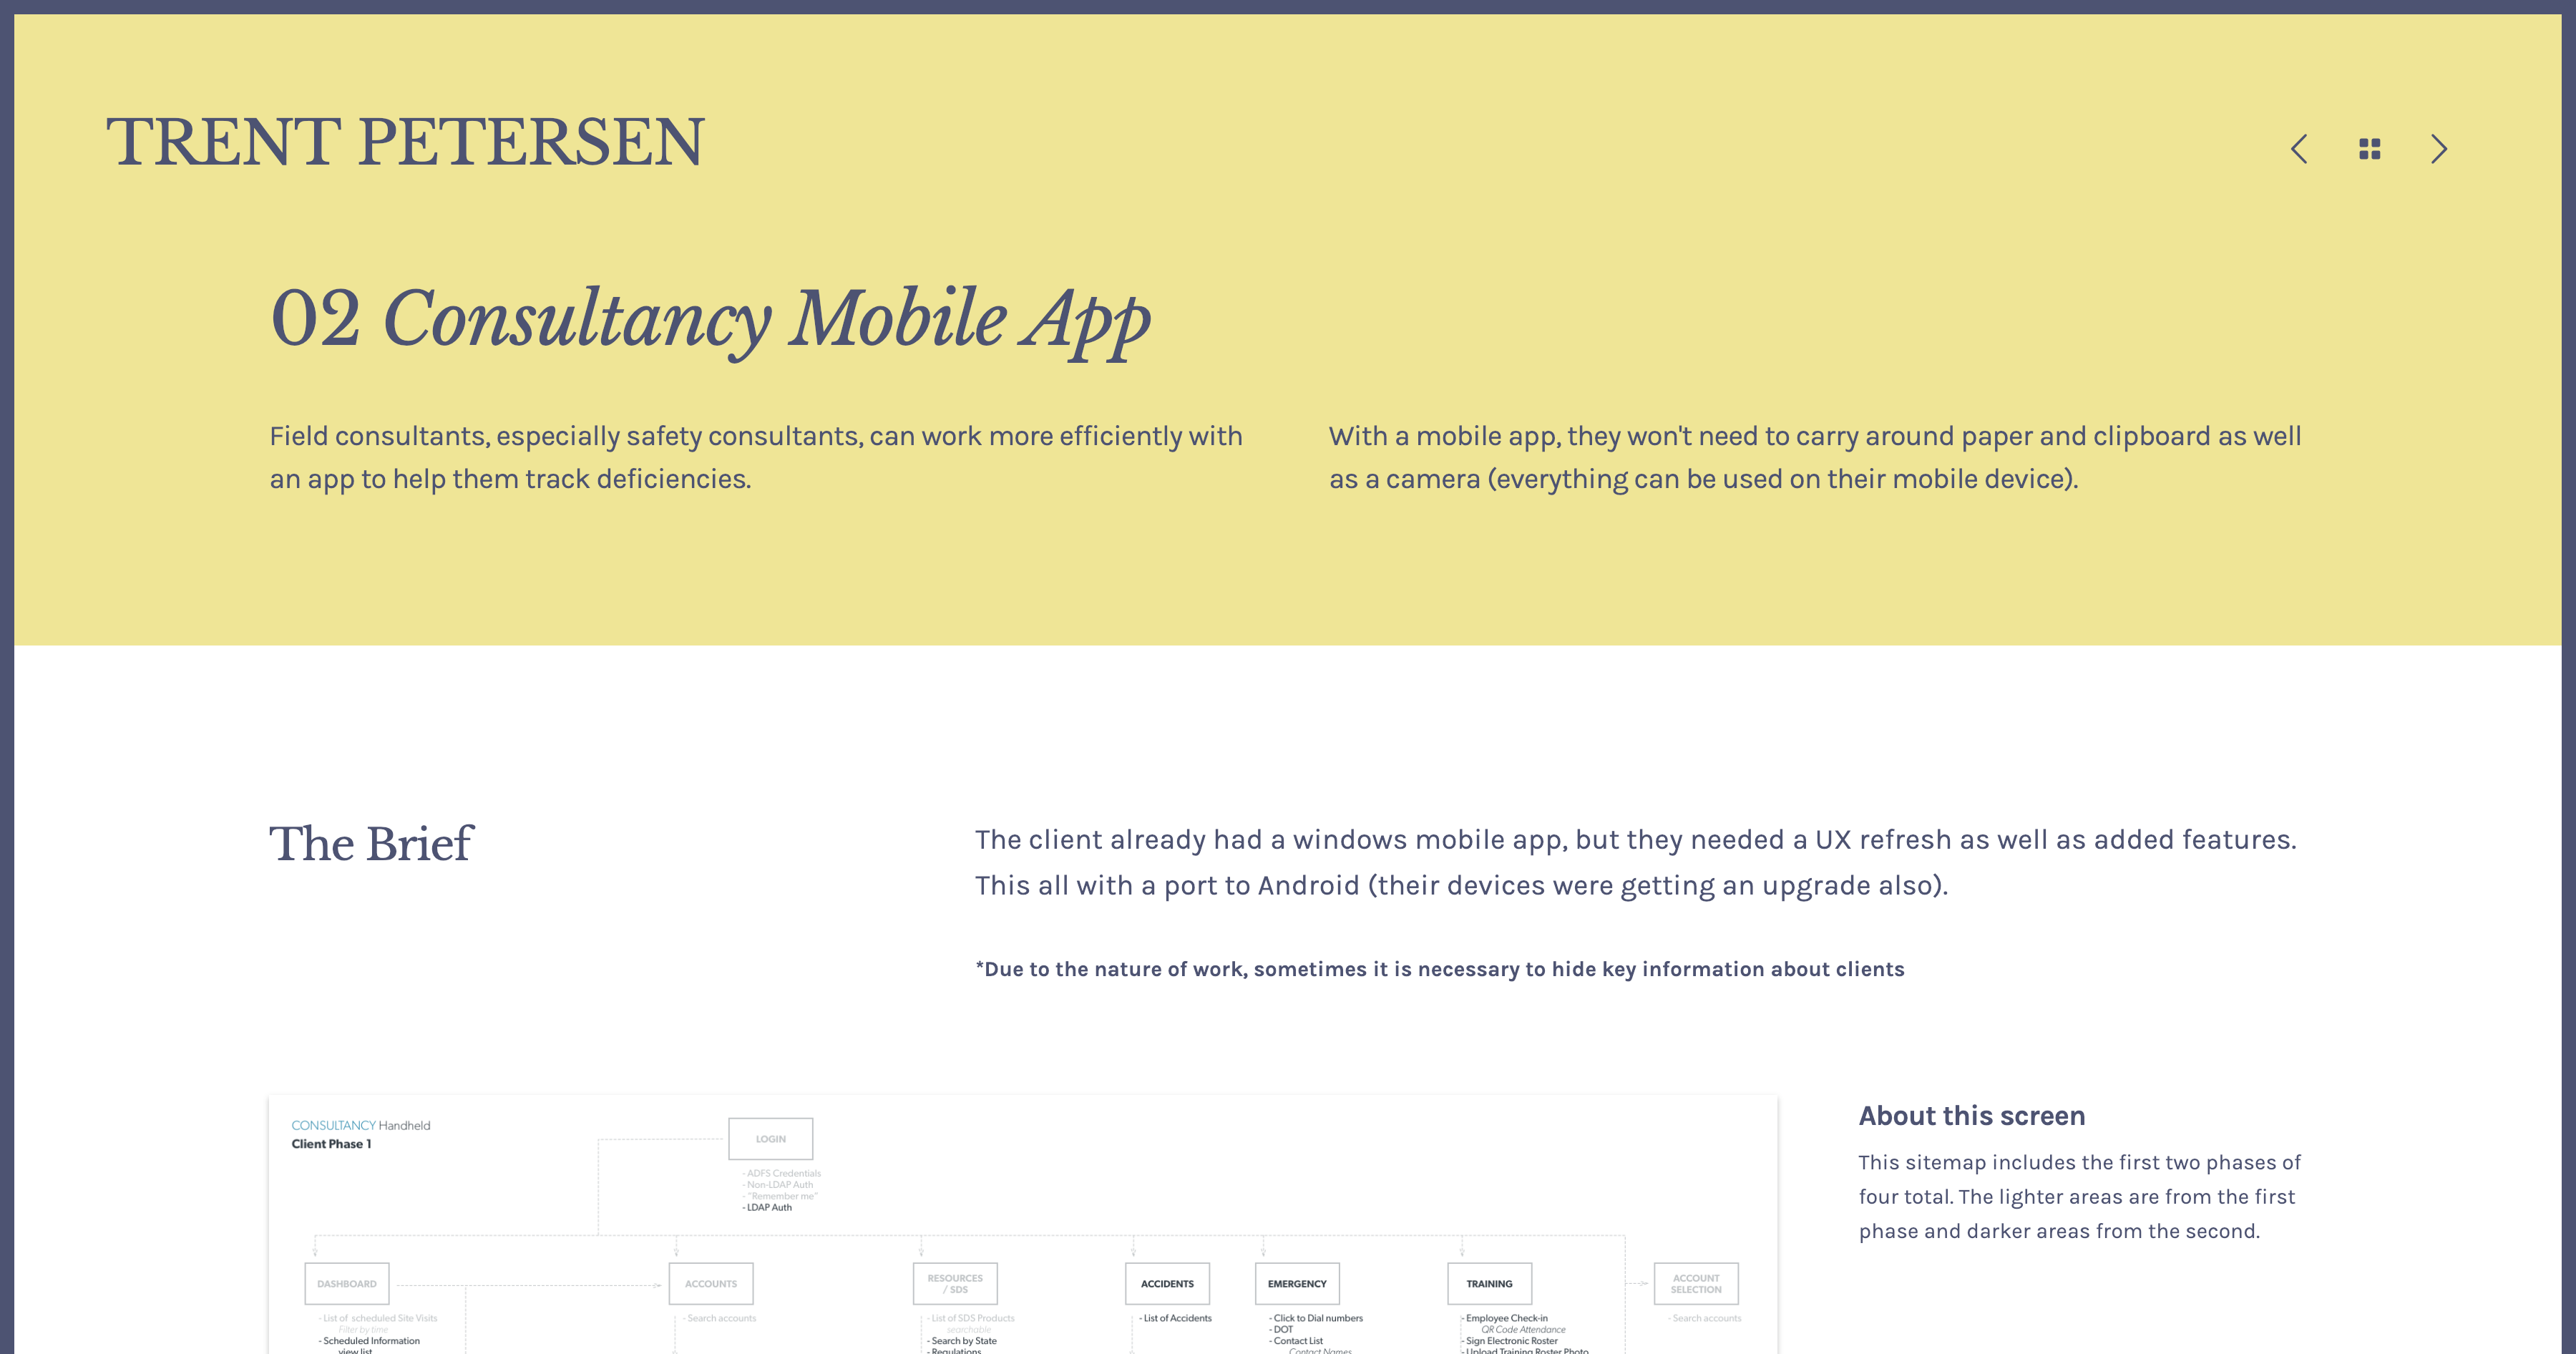 TRENT PETERSEN
02 Consultancy Mobile App
Field consultants, especially safety consultants, can work more efficiently with
an app to help them track deficiencies.
With a mobile app, they won't need to carry around paper and clipboard as well
as a camera (everything can be used on their mobile device).
The Brief
The client already had a windows mobile app, but they needed a UX refresh as well as added features.
This all with a port to Android (their devices were getting an upgrade also).
*Due to the nature of work, sometimes it is necessary to hide key information about clients
CONSULTANCY Handheld
Client Phase 1
LOGIN
- ADFS Credentials
- Non-LDAP Auth
- "Remember me"
- LDAP Auth
DASHBOARD
- List of scheduled Site Visits
Filter by time
- Scheduled Information
view list
ACCOUNTS
- Search accounts
RESOURCES
/ SDS
- List of SDS Products
searchable
- Search by State
- Regulations
ACCIDENTS
- List of Accidents
EMERGENCY
- Click to Dial numbers
- DOT
- Contact List
Contact Names
TRAINING
- Employee Check-in
QR Code Attendance
- Sign Electronic Roster
- Upload Training Roster Photo
ACCOUNT
SELECTION
- Search accounts
About this screen
This sitemap includes the first two phases of
four total. The lighter areas are from the first
phase and darker areas from the second.